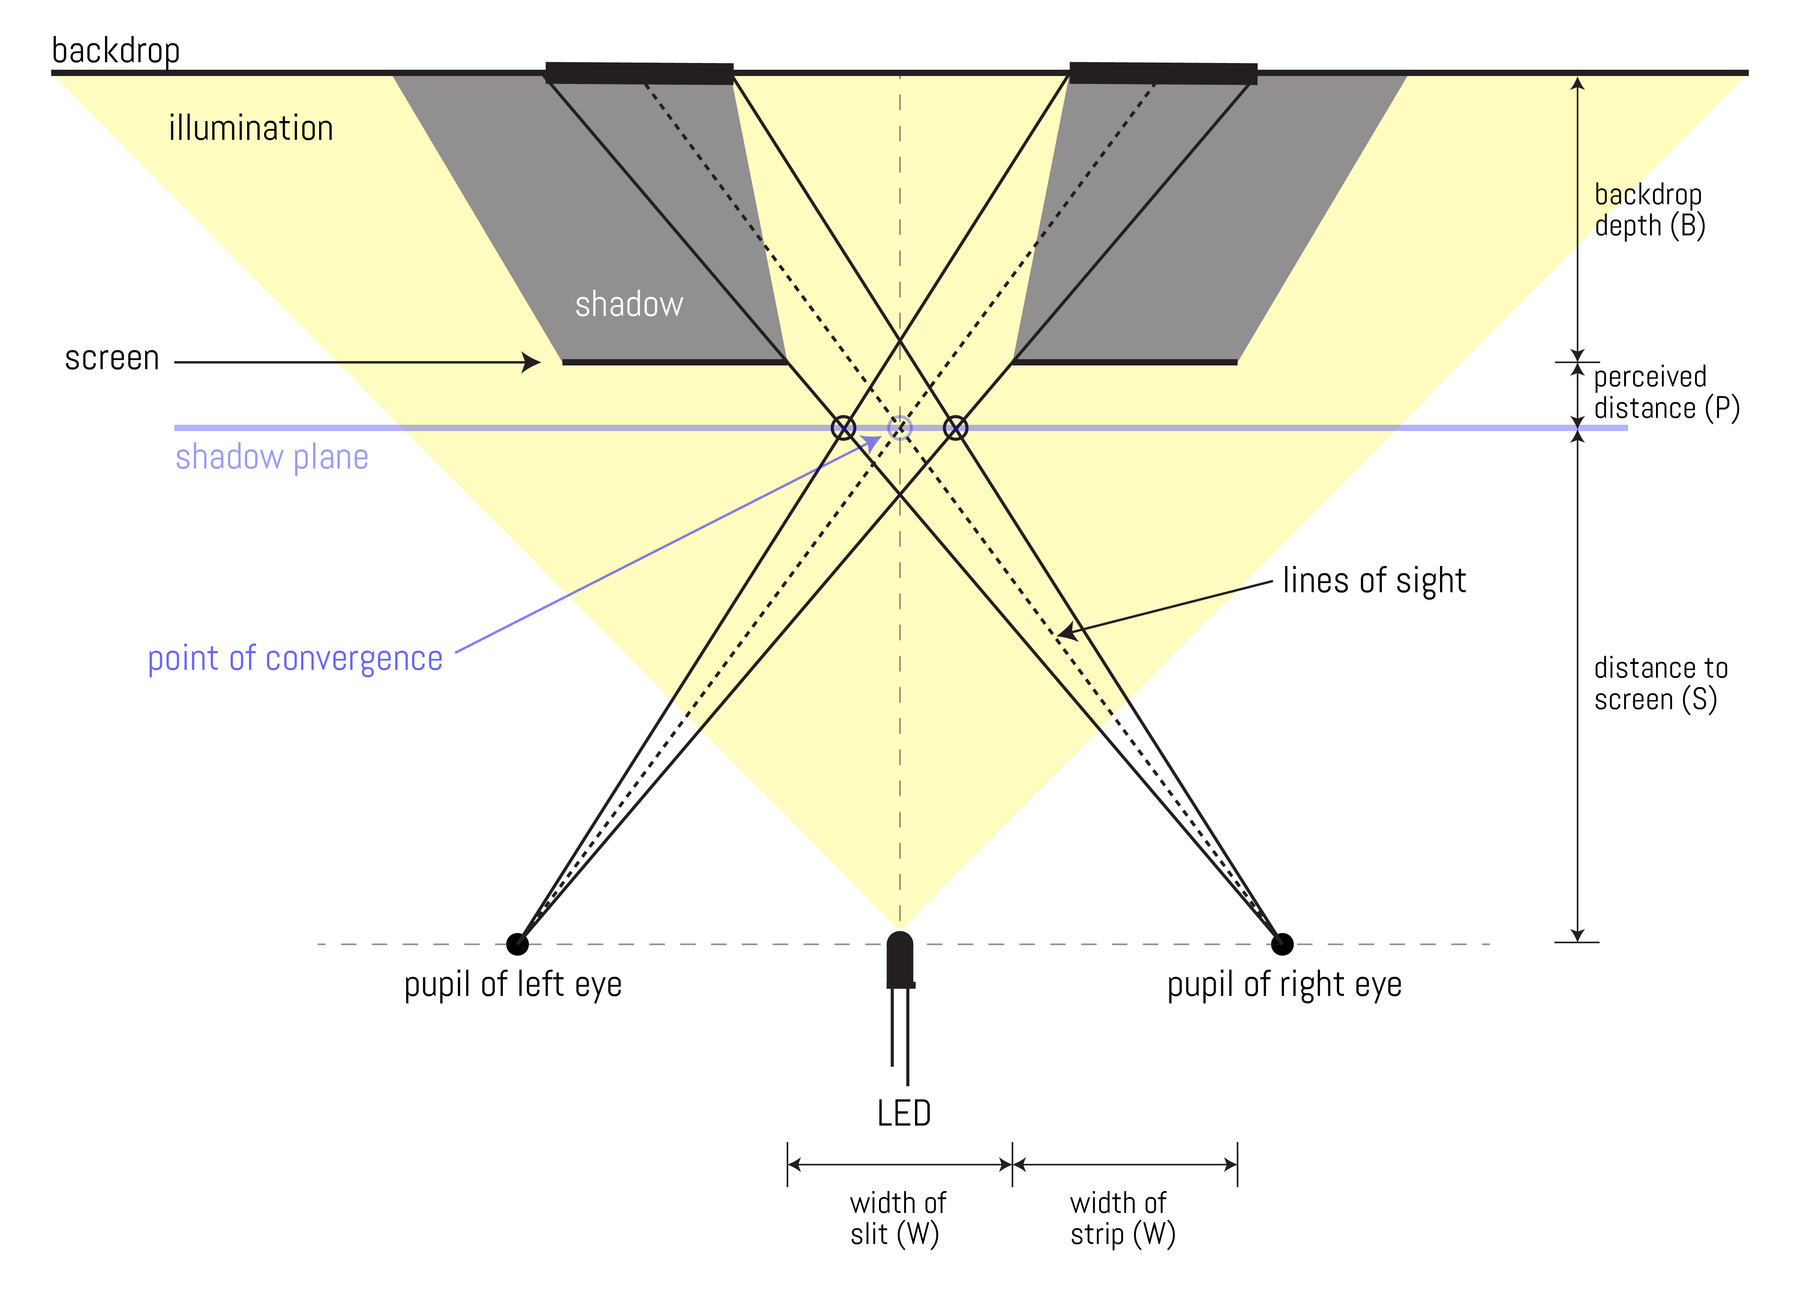 backdrop
illumination
backdrop
depth (B)
shadow
screen
perceived
distance (P)
shadow plane
lines of sight
point of convergence
distance to
screen (S)
pupil of left eye
pupil of right eye
LED
width of
slit (W)
width of
strip (W)